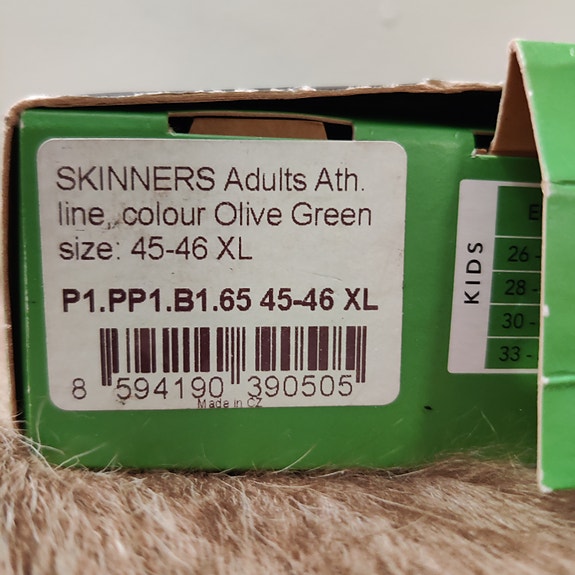 SKINNERS Adults Ath.
line, colour Olive Green
size: 45-46 XL
P1.PP1.B1.65 45-46 XL
8 594190 390505
Made in CZ
KIDS
E
26 -
28 -
30 -
33 -